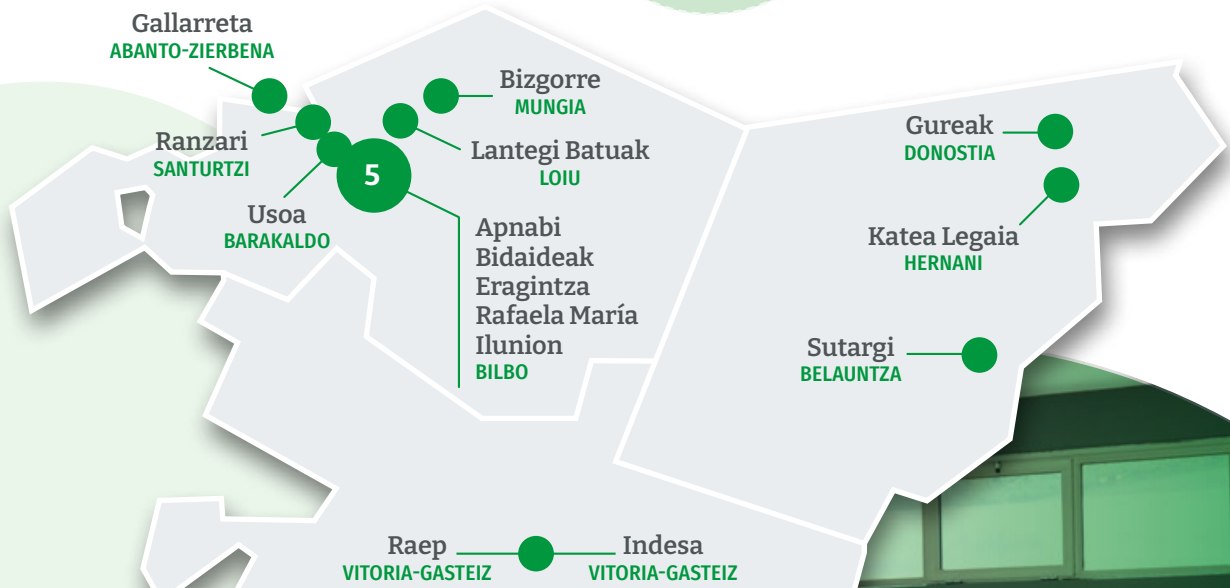 Gallarreta
ABANTO-ZIERBENA
Bizgorre
MUNGIA
Ranzari
SANTURTZI
Lantegi Batuak
LOIU
5
Usoa
BARAKALDO
Apnabi
Bidaideak
Eragintza
Rafaela María
Ilunion
BILBO
Gureak
DONOSTIA
Katea Legaia
HERNANI
Sutargi
BELAUNTZA
Raep
VITORIA-GASTEIZ
Indesa
VITORIA-GASTEIZ